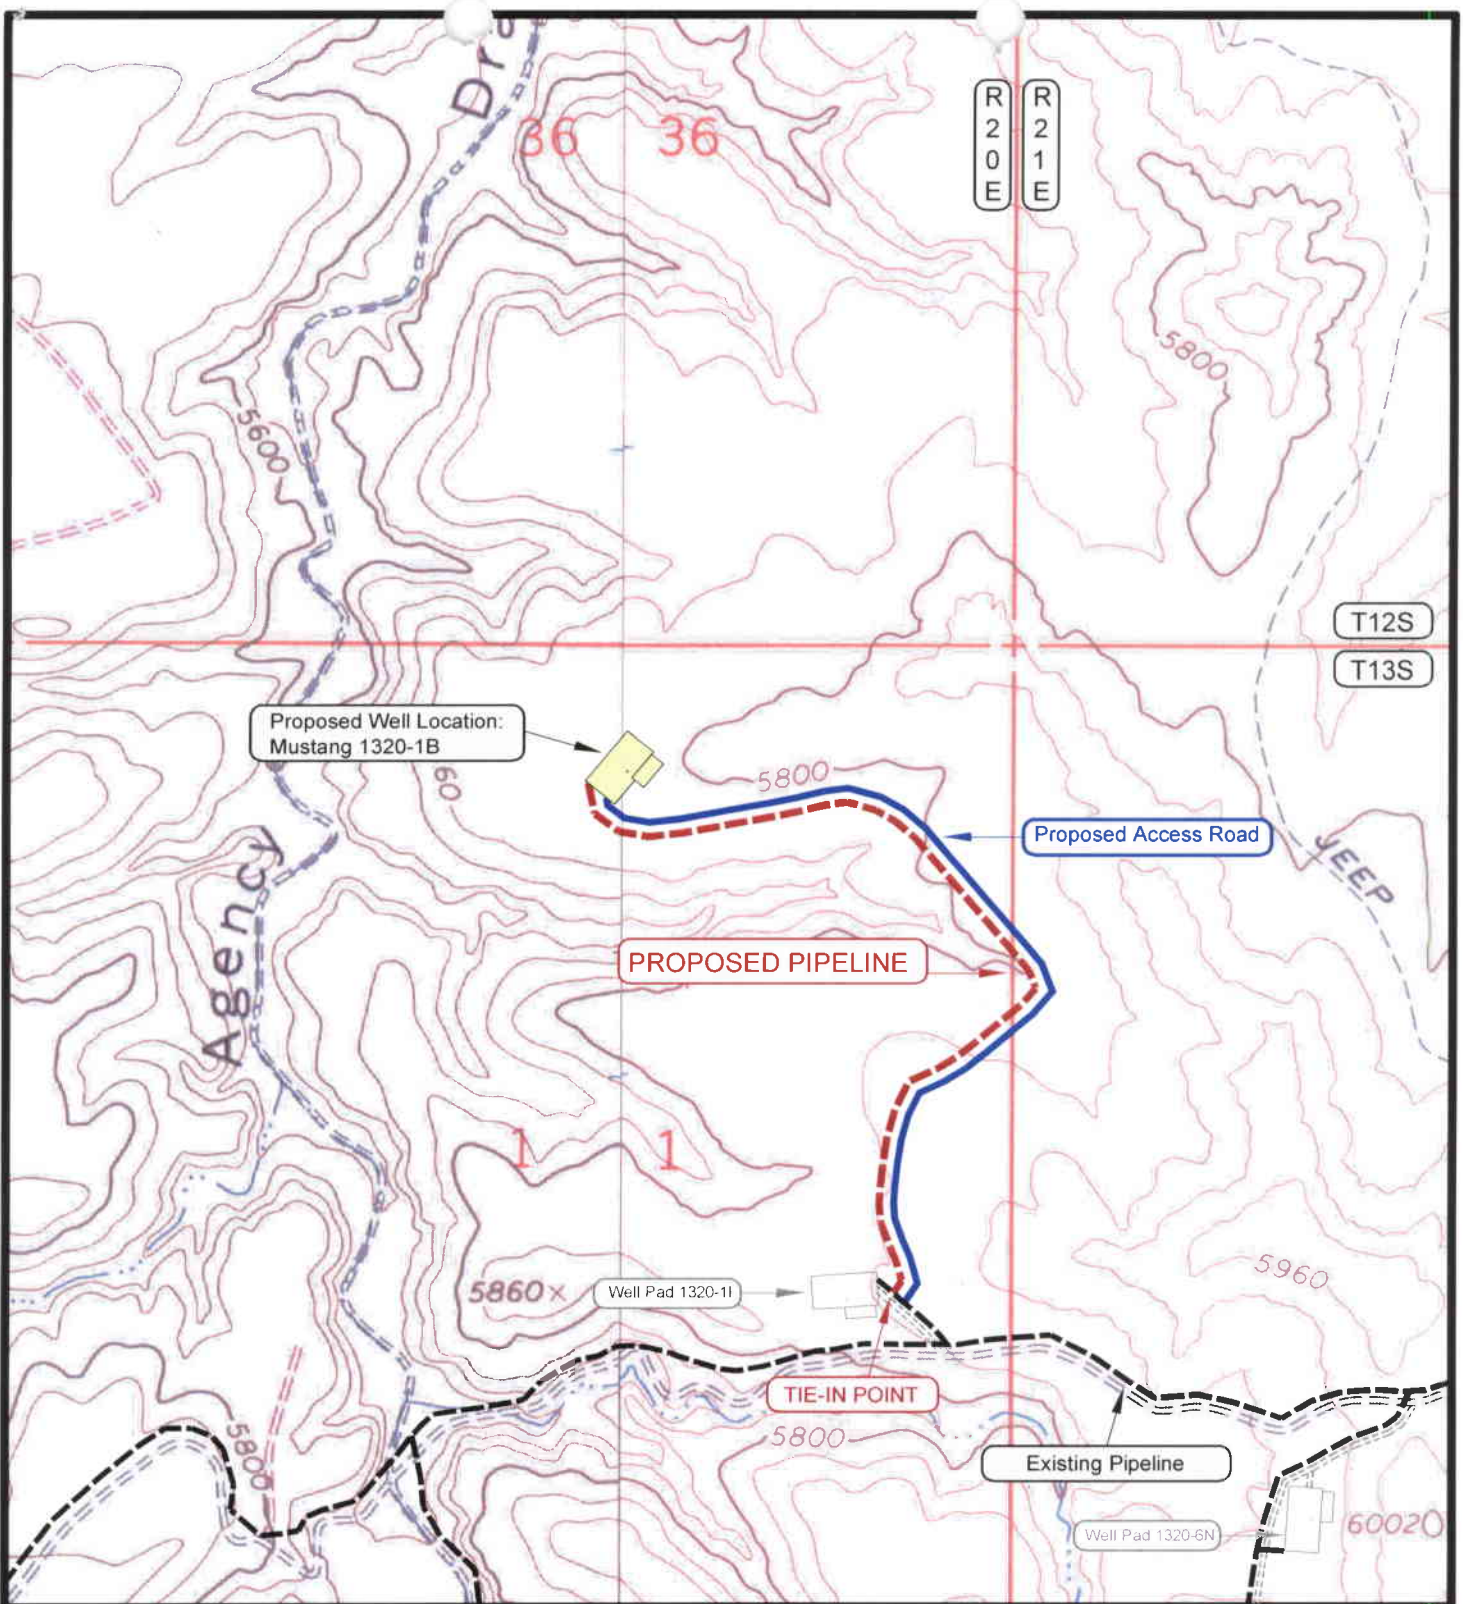 Dra
36 36
R
2
0
E
R
2
1
E
5800
5600
T12S
T13S
Proposed Well Location:
Mustang 1320-1B
60
5800
Proposed Access Road
JEEP
Agency
PROPOSED PIPELINE
1 1
5960
5860 ×
Well Pad 1320-1I
TIE-IN POINT
5800
5800
Existing Pipeline
Well Pad 1320-6N
60020